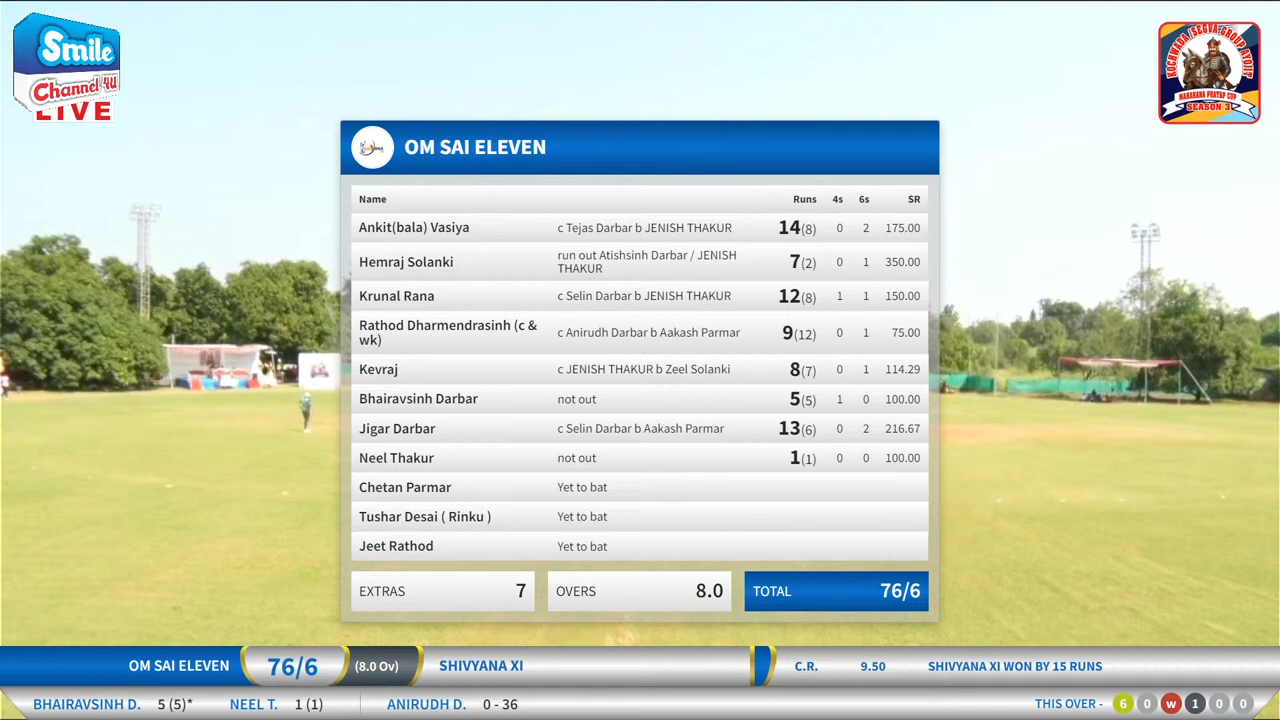 Smile
Channel 4U
LIVE
KOCHWADA/SEGVA GROUP AYOJIT
MAHARANA PRATAP CUP
SEASON 3
OM SAI ELEVEN
Name Runs 4s 6s SR
Ankit(bala) Vasiya c Tejas Darbar b JENISH THAKUR 14(8) 0 2 175.00
Hemraj Solanki run out Atishsinh Darbar / JENISH THAKUR 7(2) 0 1 350.00
Krunal Rana c Selin Darbar b JENISH THAKUR 12(8) 1 1 150.00
Rathod Dharmendrasinh (c & wk) c Anirudh Darbar b Aakash Parmar 9(12) 0 1 75.00
Kevraj c JENISH THAKUR b Zeel Solanki 8(7) 0 1 114.29
Bhairavsinh Darbar not out 5(5) 1 0 100.00
Jigar Darbar c Selin Darbar b Aakash Parmar 13(6) 0 2 216.67
Neel Thakur not out 1(1) 0 0 100.00
Chetan Parmar Yet to bat
Tushar Desai ( Rinku ) Yet to bat
Jeet Rathod Yet to bat
EXTRAS 7 OVERS 8.0 TOTAL 76/6
OM SAI ELEVEN 76/6 (8.0 Ov) SHIVYANA XI C.R. 9.50 SHIVYANA XI WON BY 15 RUNS
BHAIRAVSINH D. 5 (5)* NEEL T. 1 (1) ANIRUDH D. 0 - 36 THIS OVER - 6 0 W 1 0 0